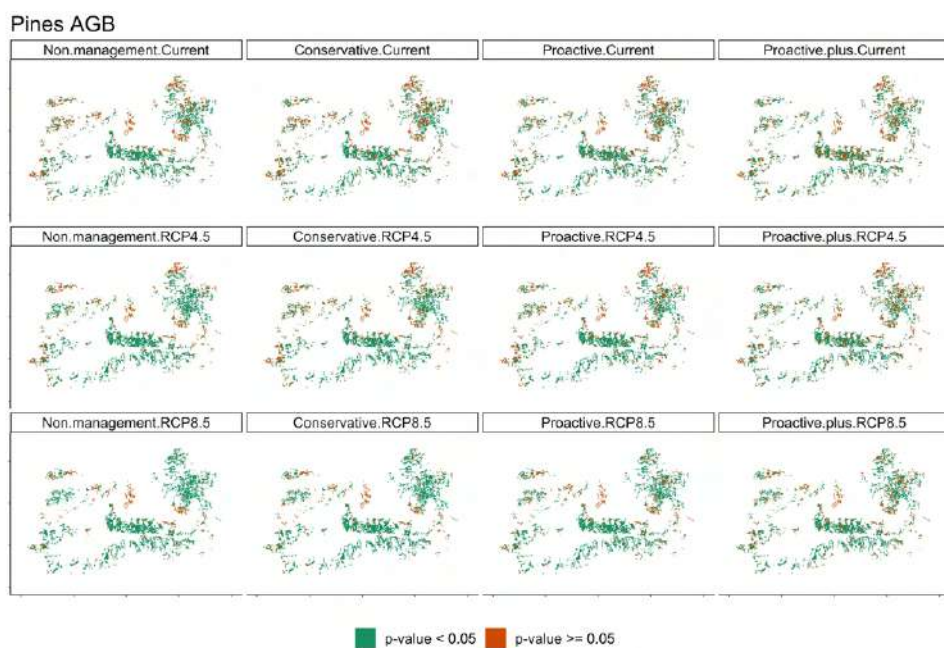 Pines AGB
Non.management.Current Conservative.Current Proactive.Current Proactive.plus.Current
Non.management.RCP4.5 Conservative.RCP4.5 Proactive.RCP4.5 Proactive.plus.RCP4.5
Non.management.RCP8.5 Conservative.RCP8.5 Proactive.RCP8.5 Proactive.plus.RCP8.5
p-value < 0.05 p-value >= 0.05